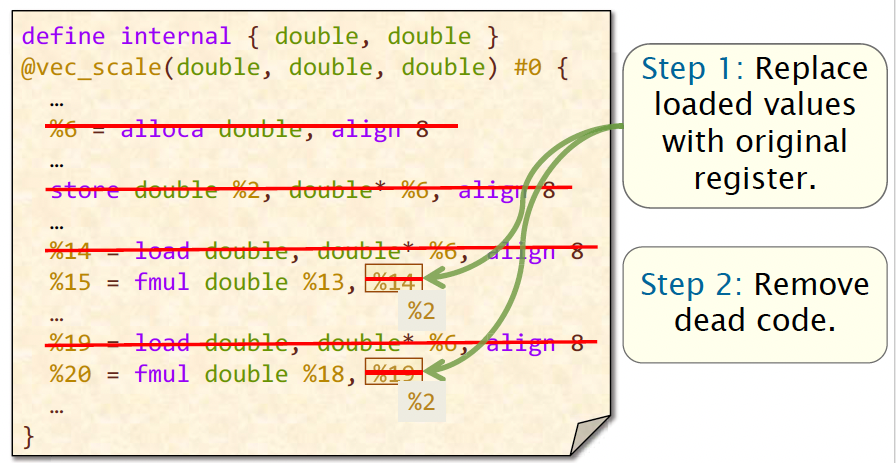 define internal { double, double }
@vec_scale(double, double, double) #0 {
…
%6 = alloca double, align 8
…
store double %2, double* %6, align 8
…
%14 = load double, double* %6, align 8
%15 = fmul double %13, %14
%2
…
%19 = load double, double* %6, align 8
%20 = fmul double %18, %19
%2
…
}
Step 1: Replace
loaded values
with original
register.
Step 2: Remove
dead code.